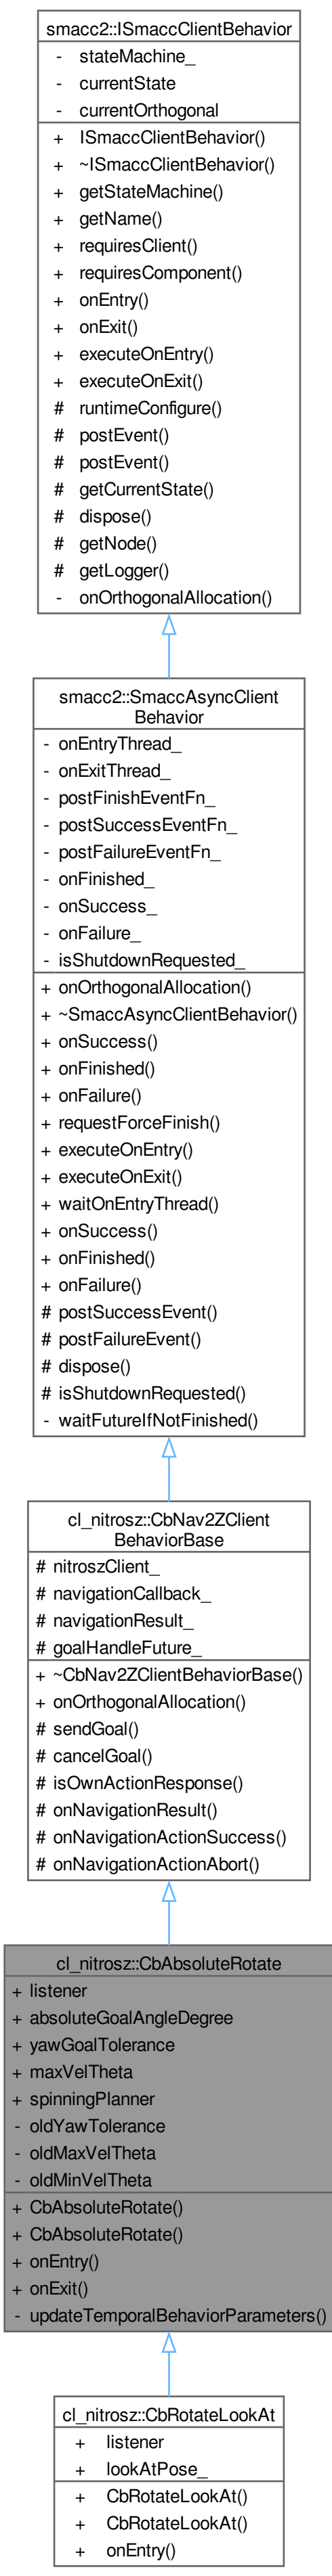 smacc2::ISmaccClientBehavior
- stateMachine_
- currentState
- currentOrthogonal
+ ISmaccClientBehavior()
+ ~ISmaccClientBehavior()
+ getStateMachine()
+ getName()
+ requiresClient()
+ requiresComponent()
+ onEntry()
+ onExit()
+ executeOnEntry()
+ executeOnExit()
# runtimeConfigure()
# postEvent()
# postEvent()
# getCurrentState()
# dispose()
# getNode()
# getLogger()
- onOrthogonalAllocation()
smacc2::SmaccAsyncClient
Behavior
- onEntryThread_
- onExitThread_
- postFinishEventFn_
- postSuccessEventFn_
- postFailureEventFn_
- onFinished_
- onSuccess_
- onFailure_
- isShutdownRequested_
+ onOrthogonalAllocation()
+ ~SmaccAsyncClientBehavior()
+ onSuccess()
+ onFinished()
+ onFailure()
+ requestForceFinish()
+ executeOnEntry()
+ executeOnExit()
+ waitOnEntryThread()
+ onSuccess()
+ onFinished()
+ onFailure()
# postSuccessEvent()
# postFailureEvent()
# dispose()
# isShutdownRequested()
- waitFutureIfNotFinished()
cl_nitrosz::CbNav2ZClient
BehaviorBase
# nitroszClient_
# navigationCallback_
# navigationResult_
# goalHandleFuture_
+ ~CbNav2ZClientBehaviorBase()
+ onOrthogonalAllocation()
# sendGoal()
# cancelGoal()
# isOwnActionResponse()
# onNavigationResult()
# onNavigationActionSuccess()
# onNavigationActionAbort()
cl_nitrosz::CbAbsoluteRotate
+ listener
+ absoluteGoalAngleDegree
+ yawGoalTolerance
+ maxVelTheta
+ spinningPlanner
- oldYawTolerance
- oldMaxVelTheta
- oldMinVelTheta
+ CbAbsoluteRotate()
+ CbAbsoluteRotate()
+ onEntry()
+ onExit()
- updateTemporalBehaviorParameters()
cl_nitrosz::CbRotateLookAt
+ listener
+ lookAtPose_
+ CbRotateLookAt()
+ CbRotateLookAt()
+ onEntry()